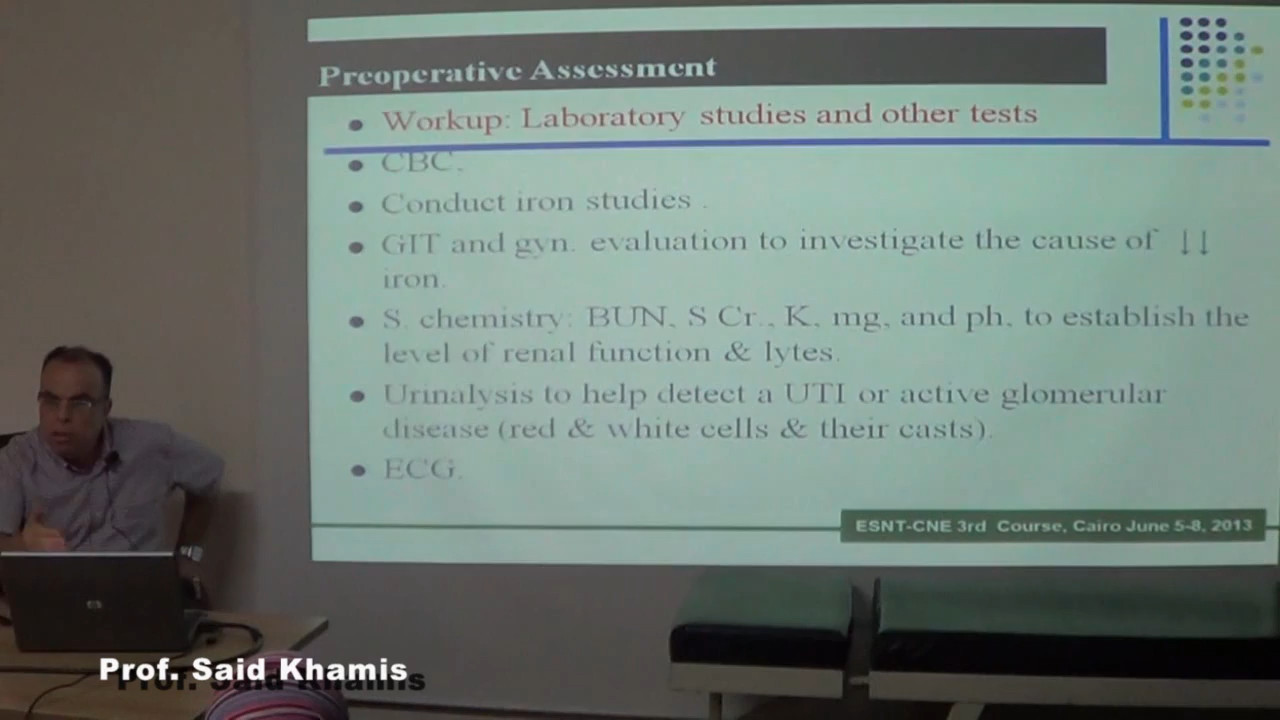 Preoperative Assessment
• Workup: Laboratory studies and other tests
• CBC.
• Conduct iron studies .
• GIT and gyn. evaluation to investigate the cause of ↓↓
iron.
• S. chemistry: BUN, S Cr., K, mg, and ph, to establish the
level of renal function & lytes.
• Urinalysis to help detect a UTI or active glomerular
disease (red & white cells & their casts).
• ECG.
ESNT-CNE 3rd Course, Cairo June 5-8, 2013
hp
Prof. Said Khamis